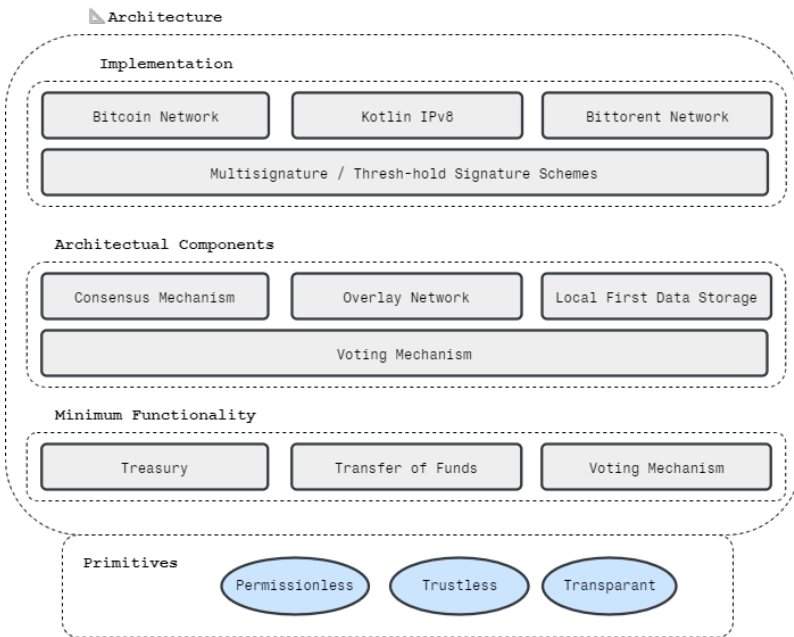 Architecture
Implementation
Bitcoin Network
Kotlin IPv8
Bittorent Network
Multisignature / Thresh-hold Signature Schemes
Architectual Components
Consensus Mechanism
Overlay Network
Local First Data Storage
Voting Mechanism
Minimum Functionality
Treasury
Transfer of Funds
Voting Mechanism
Primitives
Permissionless
Trustless
Transparant